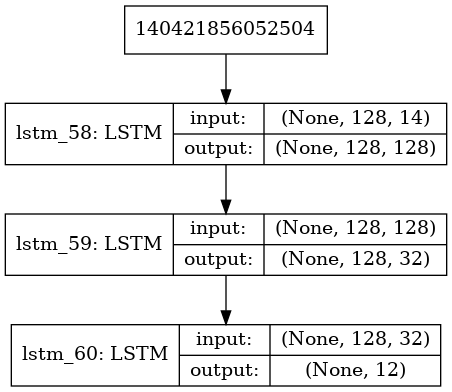 140421856052504
lstm_58: LSTM
input: (None, 128, 14)
output: (None, 128, 128)
lstm_59: LSTM
input: (None, 128, 128)
output: (None, 128, 32)
lstm_60: LSTM
input: (None, 128, 32)
output: (None, 12)